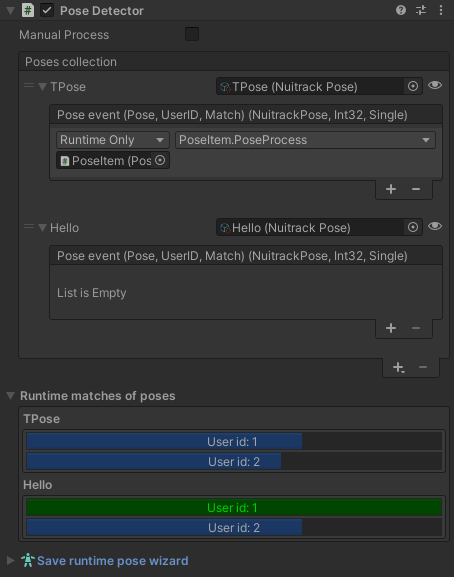 Pose Detector
Manual Process
Poses collection
TPose TPose (Nuitrack Pose)
Pose event (Pose, UserID, Match) (NuitrackPose, Int32, Single)
Runtime Only PoseItem.PoseProcess
PoseItem (Pos
Hello Hello (Nuitrack Pose)
Pose event (Pose, UserID, Match) (NuitrackPose, Int32, Single)
List is Empty
Runtime matches of poses
TPose
User id: 1
User id: 2
Hello
User id: 1
User id: 2
Save runtime pose wizard